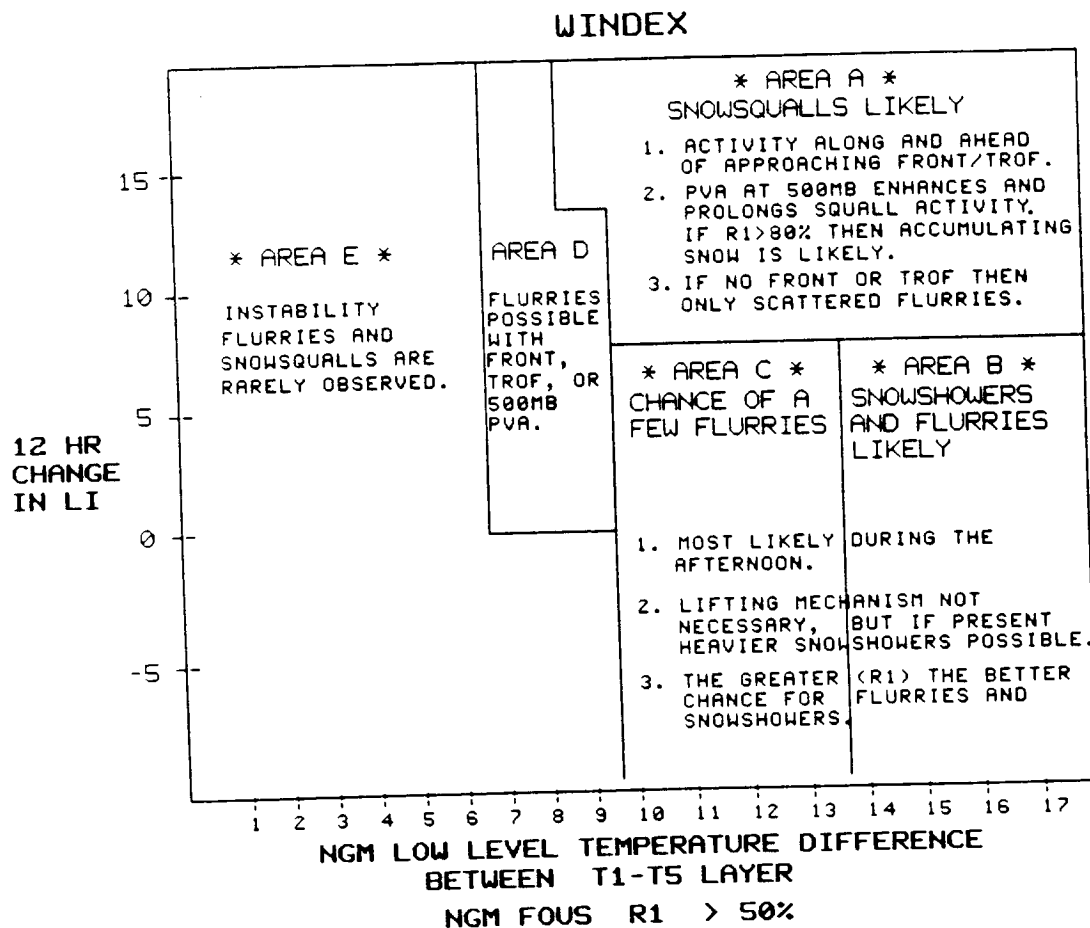 WINDEX
* AREA A *
SNOWSQUALLS LIKELY
1. ACTIVITY ALONG AND AHEAD
OF APPROACHING FRONT/TROF.
2. PVA AT 500MB ENHANCES AND
PROLONGS SQUALL ACTIVITY.
IF R1>80% THEN ACCUMULATING
SNOW IS LIKELY.
3. IF NO FRONT OR TROF THEN
ONLY SCATTERED FLURRIES.
* AREA E *
INSTABILITY
FLURRIES AND
SNOWSQUALLS ARE
RARELY OBSERVED.
AREA D
FLURRIES
POSSIBLE
WITH
FRONT,
TROF, OR
500MB
PVA.
* AREA C *
CHANCE OF A
FEW FLURRIES
* AREA B *
SNOWSHOWERS
AND FLURRIES
LIKELY
1. MOST LIKELY DURING THE
AFTERNOON.
2. LIFTING MECHANISM NOT
NECESSARY, BUT IF PRESENT
HEAVIER SNOWSHOWERS POSSIBLE.
3. THE GREATER (R1) THE BETTER
CHANCE FOR FLURRIES AND
SNOWSHOWERS.
12 HR
CHANGE
IN LI
15
10
5
0
-5
1 2 3 4 5 6 7 8 9 10 11 12 13 14 15 16 17
NGM LOW LEVEL TEMPERATURE DIFFERENCE
BETWEEN T1-T5 LAYER
NGM FOUS R1 > 50%